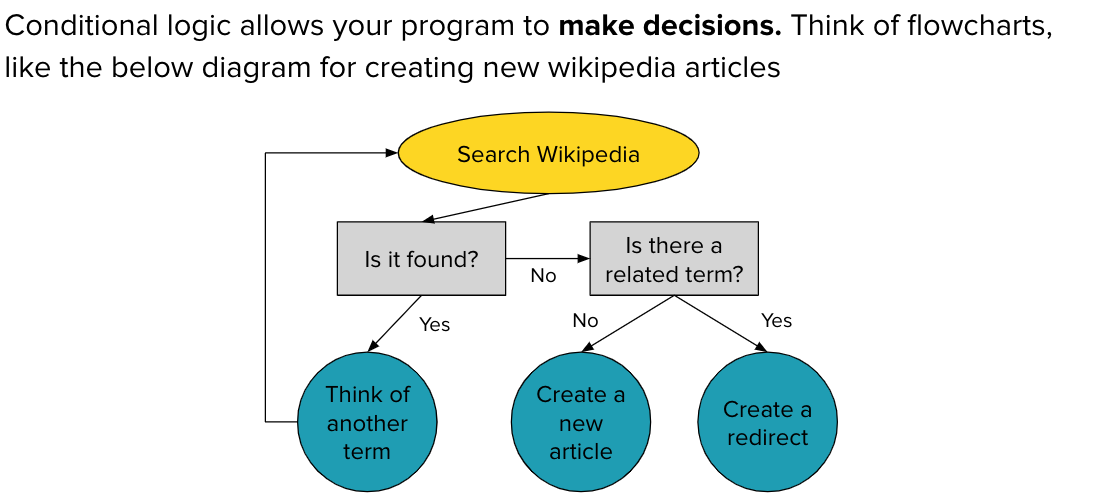 Conditional logic allows your program to make decisions. Think of flowcharts,
like the below diagram for creating new wikipedia articles
Search Wikipedia
Is it found?
No
Is there a
related term?
Yes
No
Yes
Think of
another
term
Create a
new
article
Create a
redirect